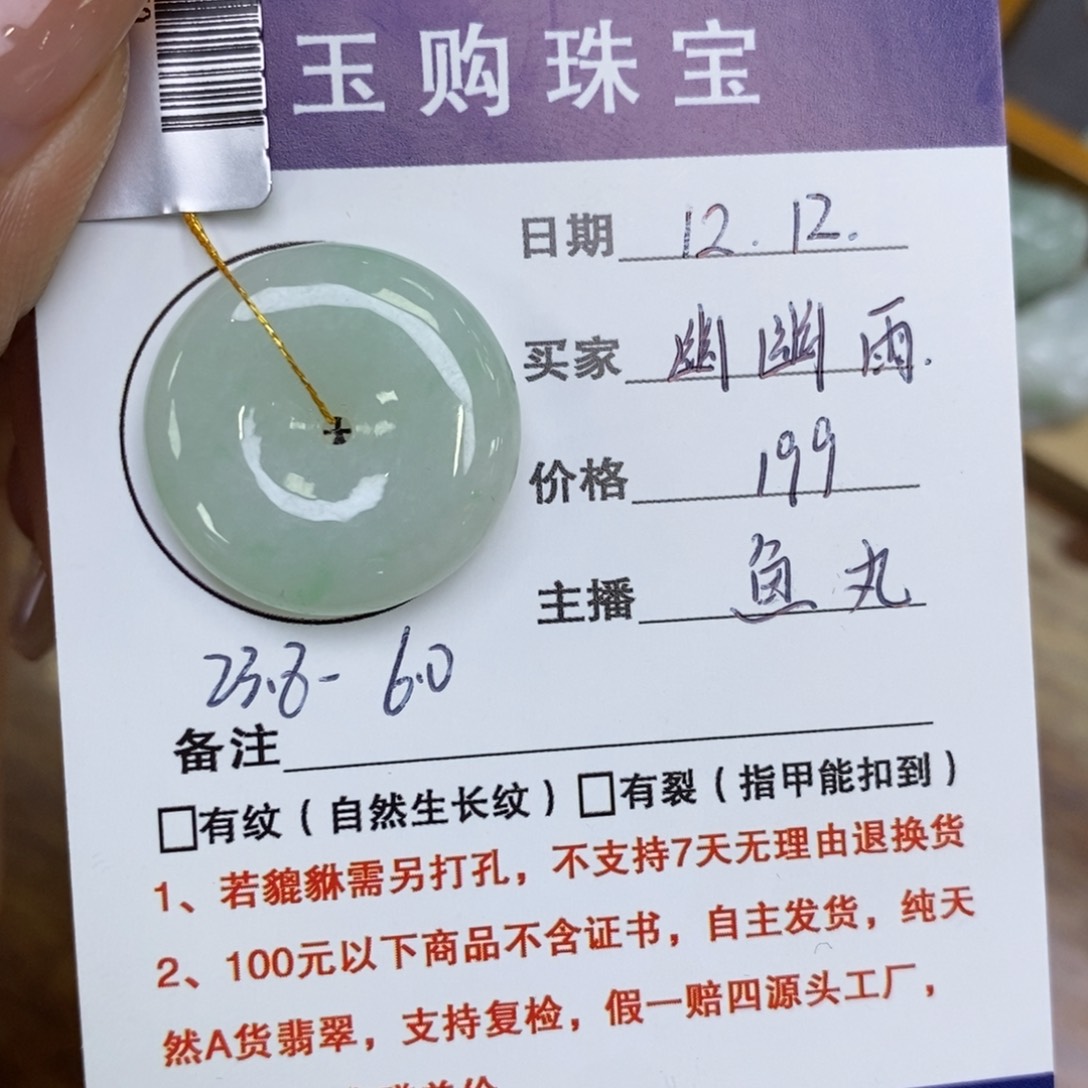 玉购珠宝
日期 12.12.
买家 幽幽雨.
价格 199
主播 鱼丸
23.8- 6.0
备注
□有纹（自然生长纹）□有裂（指甲能扣到）
1、若貔貅需另打孔，不支持7天无理由退换货
2、100元以下商品不含证书，自主发货，纯天
然A货翡翠，支持复检，假一赔四源头工厂，